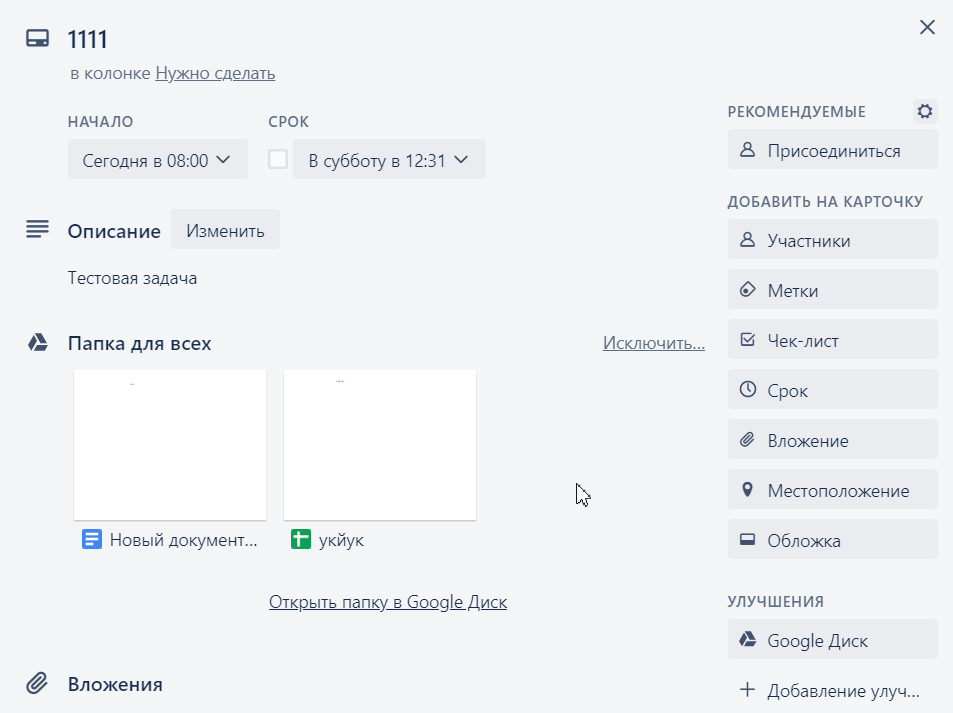 1111
в колонке Нужно сделать
НАЧАЛО
СРОК
Сегодня в 08:00
В субботу в 12:31
Описание
Изменить
Тестовая задача
Папка для всех
Исключить...
Новый документ...
укйук
Открыть папку в Google Диск
Вложения
РЕКОМЕНДУЕМЫЕ
Присоединиться
ДОБАВИТЬ НА КАРТОЧКУ
Участники
Метки
Чек-лист
Срок
Вложение
Местоположение
Обложка
УЛУЧШЕНИЯ
Google Диск
Добавление улуч...